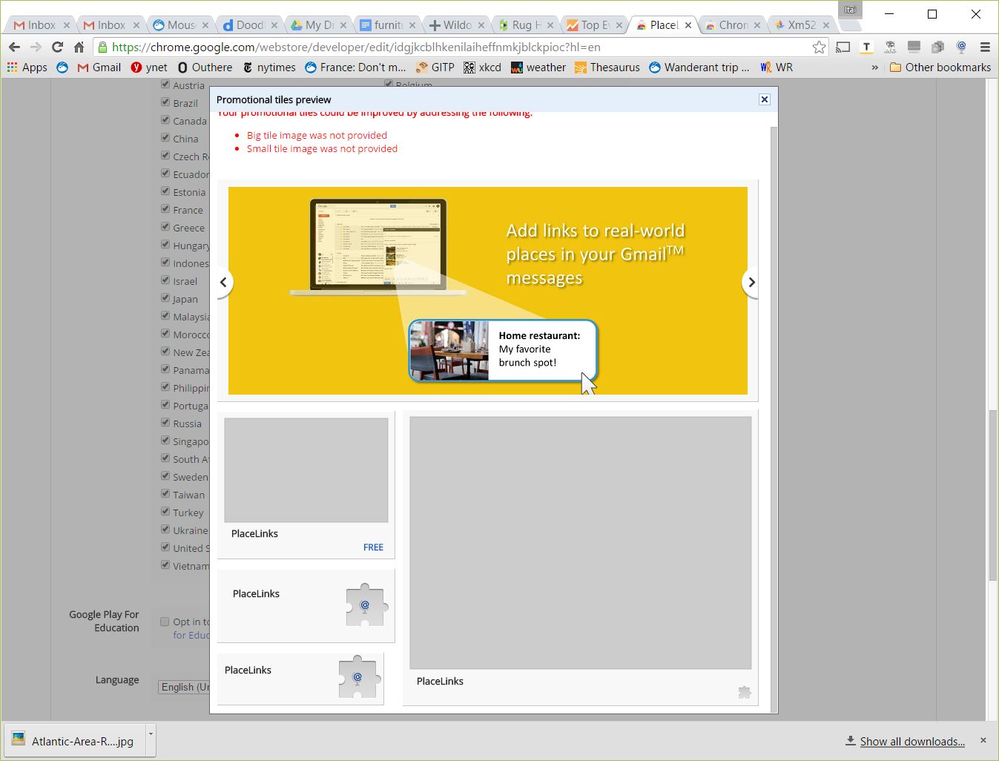 Itai
Inbox
Inbox
Mous
Dood
My Dr
furnit
Wildo
Rug H
Top E
PlaceL
Chron
Xm52
https://chrome.google.com/webstore/developer/edit/idgjkcblhkenilaiheffnmkjblckpioc?hl=en
Apps
Gmail
ynet
Outhere
nytimes
France: Don't m...
GITP
xkcd
weather
Thesaurus
Wanderant trip ...
WR
»
Other bookmarks
Austria
Belgium
Brazil
Canada
China
Czech R
Ecuador
Estonia
France
Greece
Hungary
Indones
Israel
Japan
Malaysia
Morocco
New Zea
Panama
Philippin
Portuga
Russia
Singapo
South Af
Sweden
Taiwan
Turkey
Ukraine
United S
Vietnam
Google Play For
Education
Opt in to
for Educ
Language
English (Un
Promotional tiles preview
Your promotional tiles could be improved by addressing the following:
Big tile image was not provided
Small tile image was not provided
Add links to real-world
places in your Gmail™
messages
Home restaurant:
My favorite
brunch spot!
PlaceLinks
FREE
PlaceLinks
PlaceLinks
PlaceLinks
Atlantic-Area-R....jpg
Show all downloads...